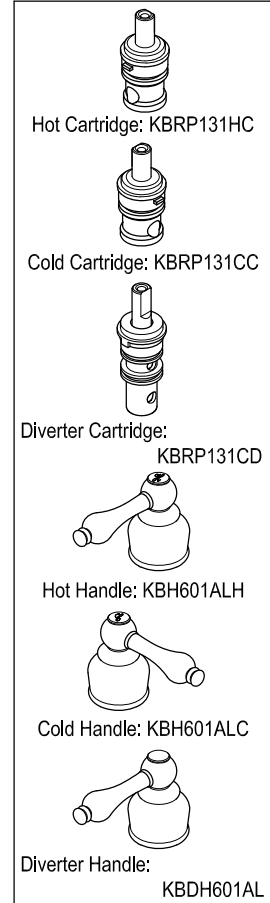 Hot Cartridge: KBRP131HC
Cold Cartridge: KBRP131CC
Diverter Cartridge:
KBRP131CD
Hot Handle: KBH601ALH
Cold Handle: KBH601ALC
Diverter Handle:
KBDH601AL